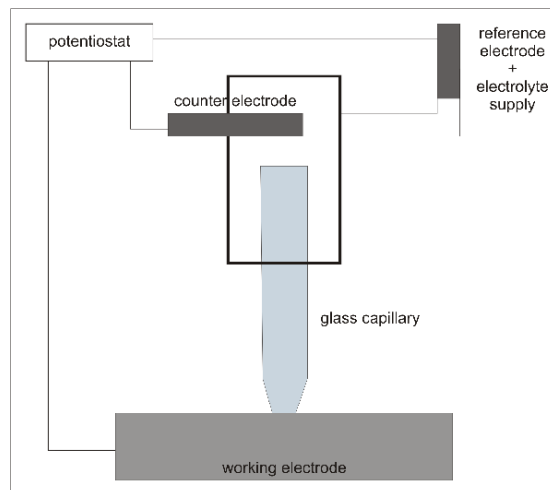 potentiostat
reference
electrode
+
electrolyte
supply
counter electrode
glass capillary
working electrode